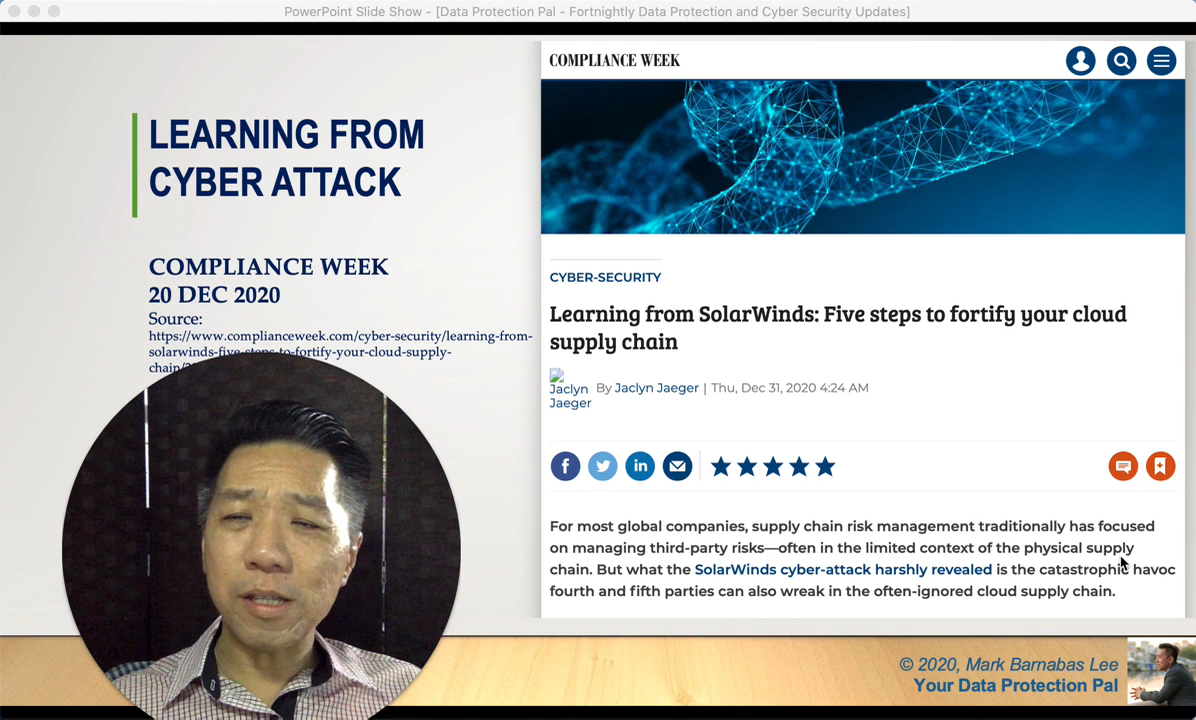 PowerPoint Slide Show - [Data Protection Pal - Fortnightly Data Protection and Cyber Security Updates]
LEARNING FROM
CYBER ATTACK
COMPLIANCE WEEK
20 DEC 2020
Source:
https://www.complianceweek.com/cyber-security/learning-from-
solarwinds-five-steps-to-fortify-your-cloud-supply-
chain/
COMPLIANCE WEEK
CYBER-SECURITY
Learning from SolarWinds: Five steps to fortify your cloud
supply chain
Jaclyn
Jaeger
By Jaclyn Jaeger | Thu, Dec 31, 2020 4:24 AM
f
in
For most global companies, supply chain risk management traditionally has focused
on managing third-party risks—often in the limited context of the physical supply
chain. But what the SolarWinds cyber-attack harshly revealed is the catastrophic havoc
fourth and fifth parties can also wreak in the often-ignored cloud supply chain.
© 2020, Mark Barnabas Lee
Your Data Protection Pal